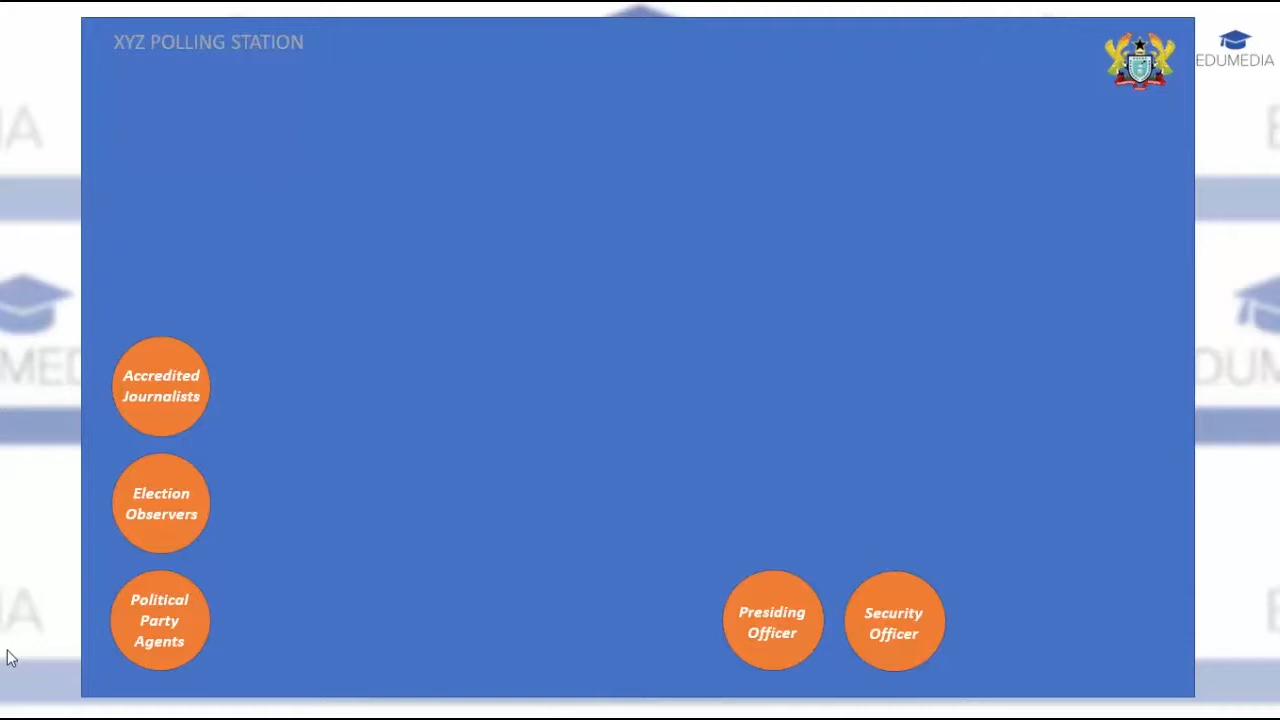 XYZ POLLING STATION
EDUMEDIA
Accredited
Journalists
Election
Observers
Political
Party
Agents
Presiding
Officer
Security
Officer